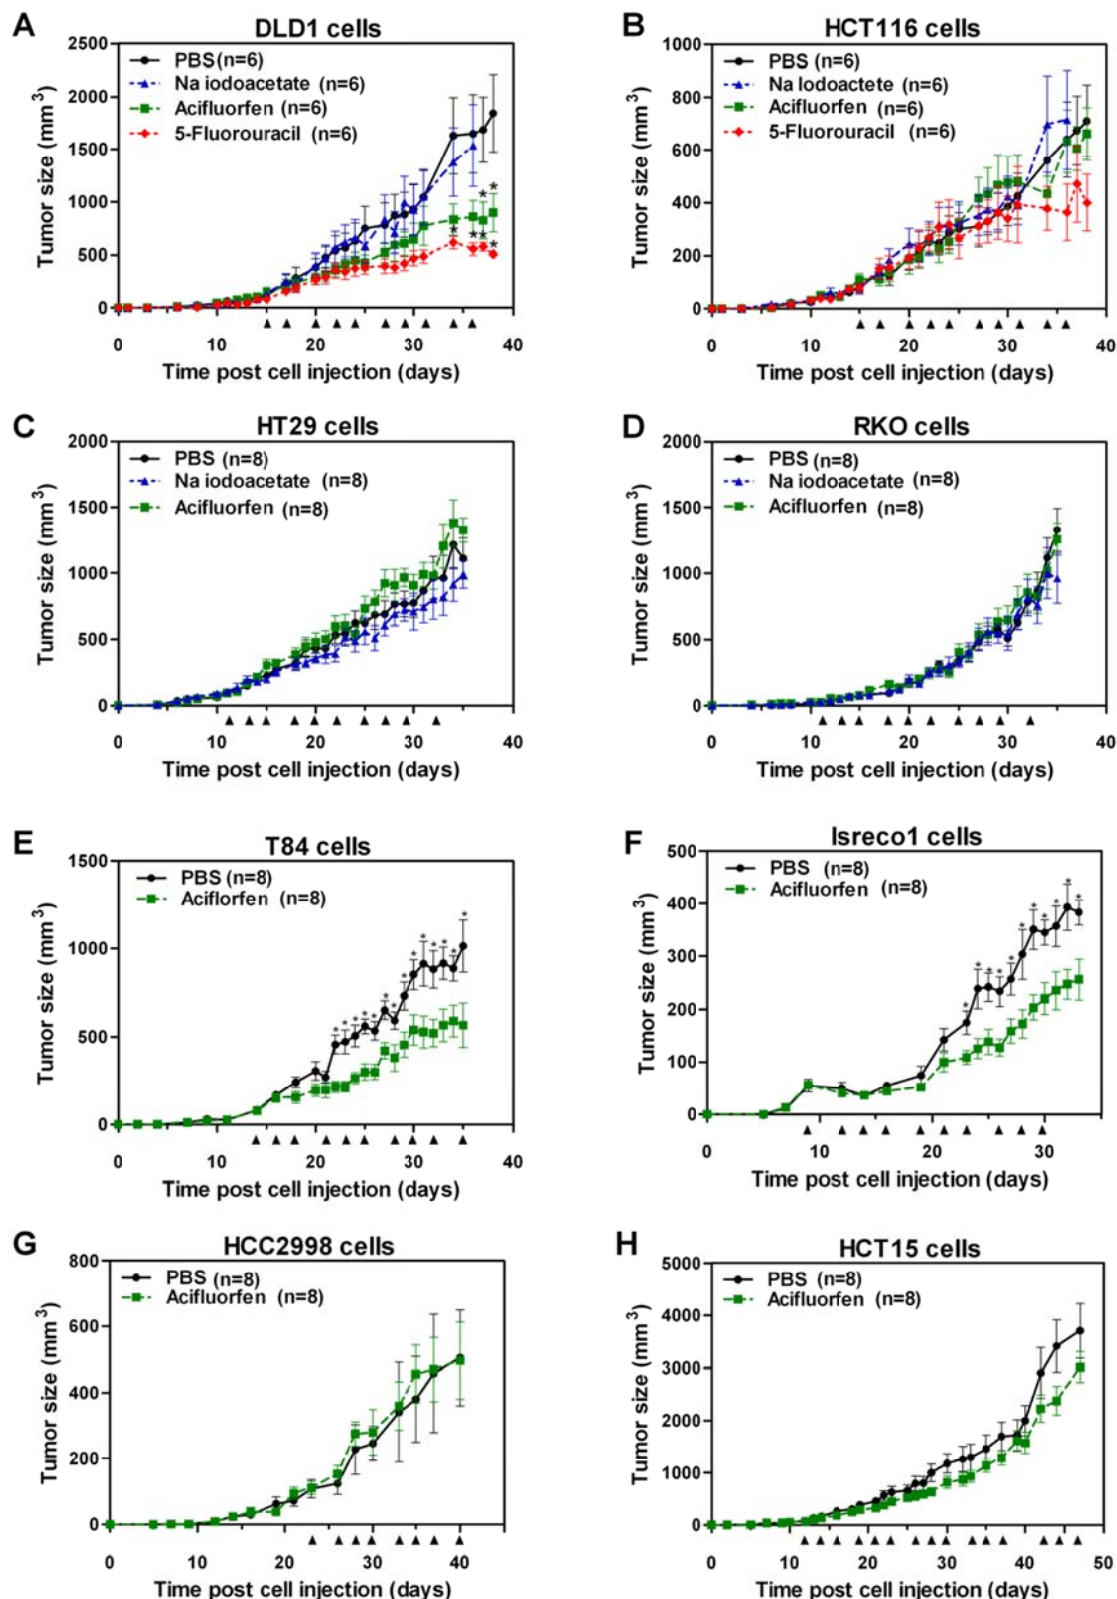 A
DLD1 cells
2500
2000
1500
1000
500
0
Tumor size (mm3)
PBS (n=6)
Na iodoacetate (n=6)
Acifluorfen (n=6)
5-Fluorouracil (n=6)
* * * * * *
0 10 20 30 40
Time post cell injection (days)
B
HCT116 cells
1000
800
600
400
200
0
Tumor size (mm3)
PBS (n=6)
Na Iodoactete (n=6)
Acifluorfen (n=6)
5-Fluorouracil (n=6)
0 10 20 30 40
Time post cell injection (days)
C
HT29 cells
2000
1500
1000
500
0
Tumor size (mm3)
PBS (n=8)
Na iodoacetate (n=8)
Acifluorfen (n=8)
0 10 20 30 40
Time post cell injection (days)
D
RKO cells
2000
1500
1000
500
0
Tumor size (mm3)
PBS (n=8)
Na iodoacetate (n=8)
Acifluorfen (n=8)
0 10 20 30 40
Time post cell injection (days)
E
T84 cells
1500
1000
500
0
Tumor size (mm3)
PBS (n=8)
Aciflorfen (n=8)
* * * * * * * * * * * * * *
0 10 20 30 40
Time post cell injection (days)
F
Isreco1 cells
500
400
300
200
100
0
Tumor size (mm3)
PBS (n=8)
Acifluorfen (n=8)
* * * * * * * * * * *
0 10 20 30
Time post cell injection (days)
G
HCC2998 cells
800
600
400
200
0
Tumor size (mm3)
PBS (n=8)
Acifluorfen (n=8)
0 10 20 30 40
Time post cell injection (days)
H
HCT15 cells
5000
4000
3000
2000
1000
0
Tumor size (mm3)
PBS (n=8)
Acifluorfen (n=8)
0 10 20 30 40 50
Time post cell injection (days)